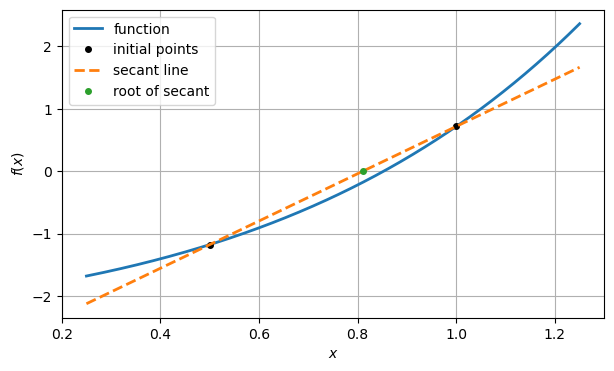 function
initial points
secant line
root of secant
2
1
0
−1
−2
f(x)
0.2
0.4
0.6
0.8
1.0
1.2
x